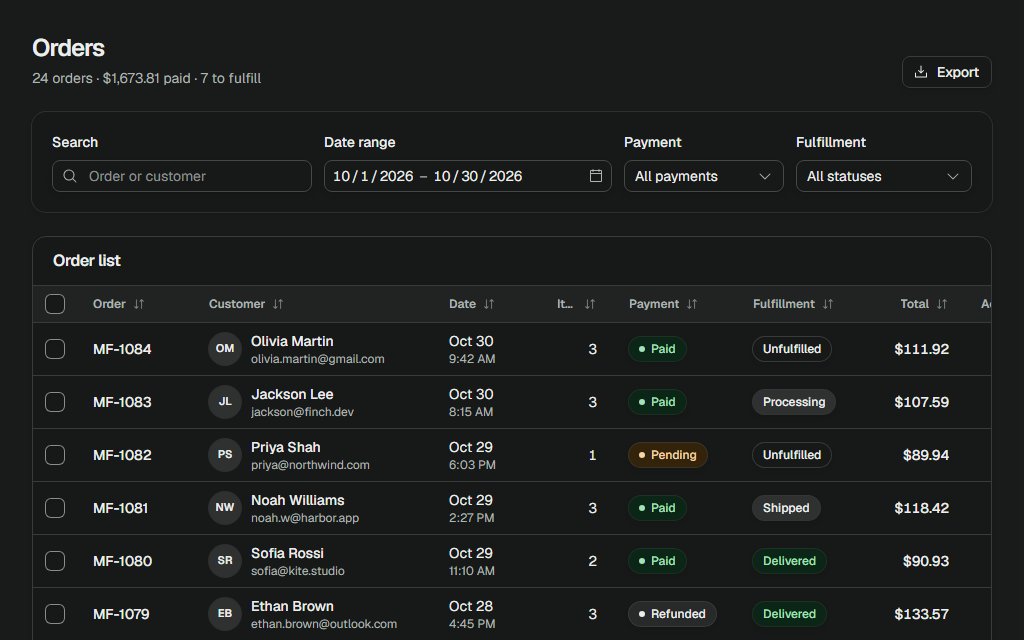 Orders
24 orders · $1,673.81 paid · 7 to fulfill
Export
Search Date range Payment Fulfillment
Order or customer 10/1/2026 – 10/30/2026 All payments All statuses
Order list
Order Customer Date It... Payment Fulfillment Total
OM Olivia Martin Oct 30
MF-1084 3 Paid Unfulfilled $111.92
olivia.martin@gmail.com 9:42 AM
JL Jackson Lee Oct 30
MF-1083 3 Paid Processing $107.59
jackson@finch.dev 8:15 AM
PS Priya Shah Oct 29
MF-1082 1 Pending Unfulfilled $89.94
priya@northwind.com 6:03 PM
NW Noah Williams Oct 29
MF-1081 3 Paid Shipped $118.42
noah.w@harbor.app 2:27 PM
SR Sofia Rossi Oct 29
MF-1080 2 Paid Delivered $90.93
sofia@kite.studio 11:10 AM
EB Ethan Brown Oct 28
MF-1079 3 Refunded Delivered $133.57
ethan.brown@outlook.com 4:45 PM